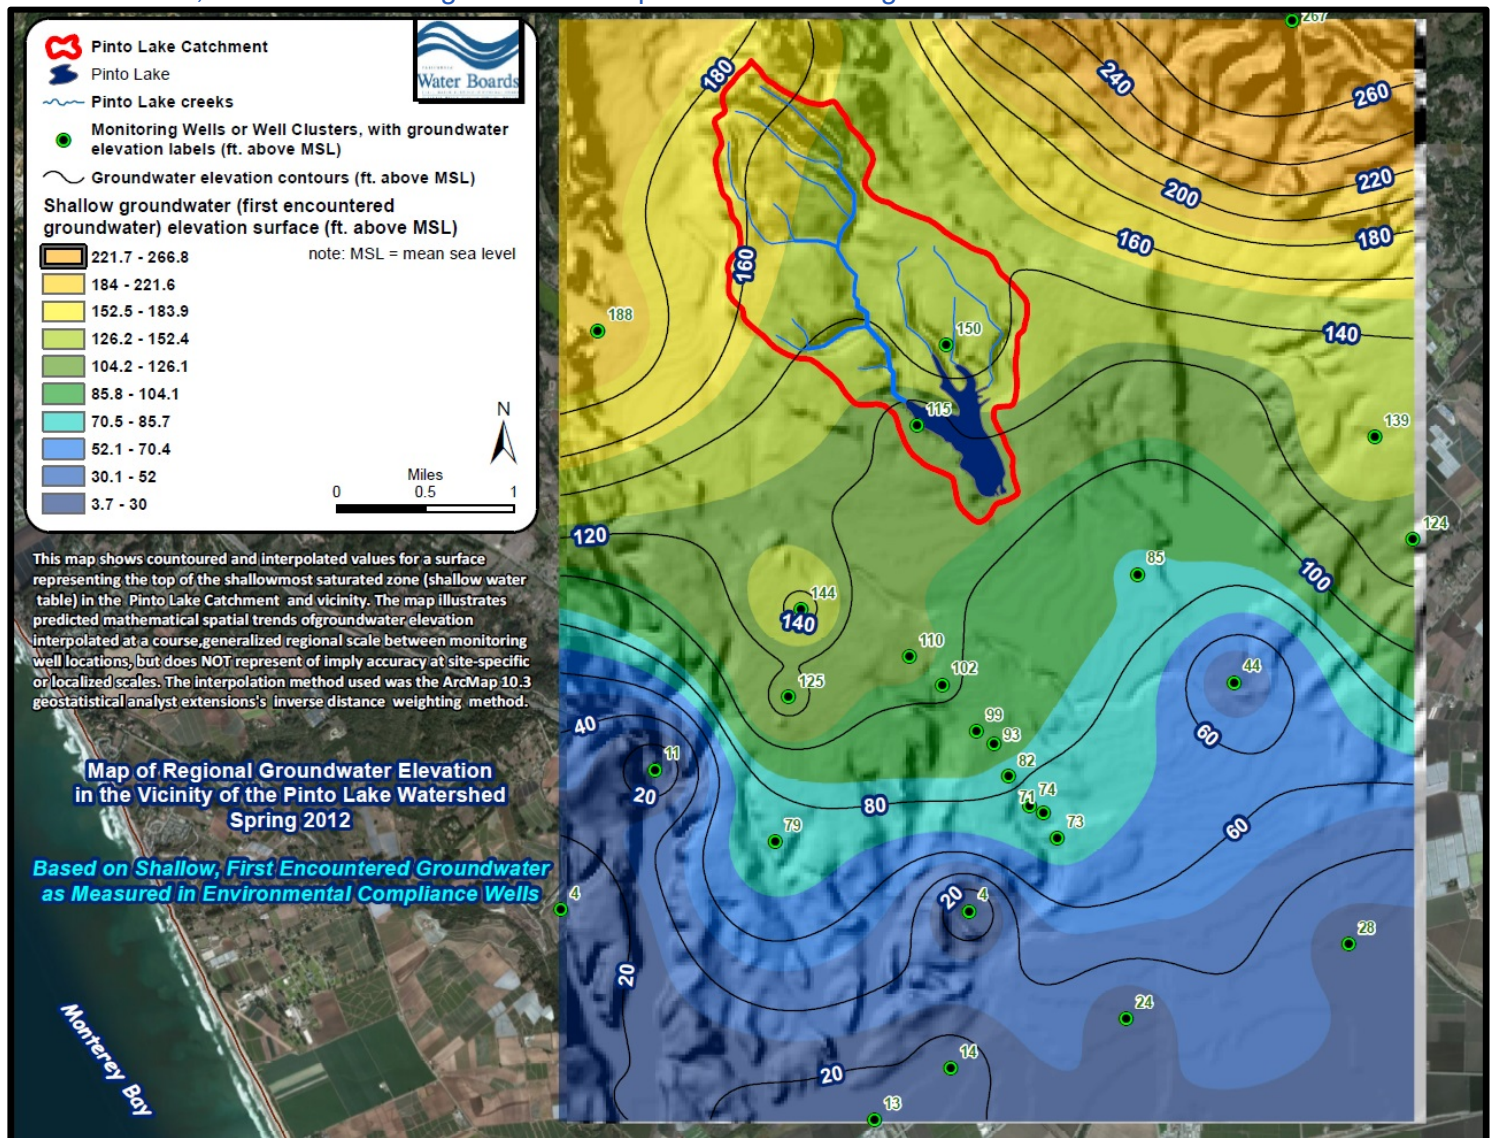 Pinto Lake Catchment
Pinto Lake
Pinto Lake creeks
Monitoring Wells or Well Clusters, with groundwater
elevation labels (ft. above MSL)
Groundwater elevation contours (ft. above MSL)
Shallow groundwater (first encountered
groundwater) elevation surface (ft. above MSL)
note: MSL = mean sea level
221.7 - 266.8
184 - 221.6
152.5 - 183.9
126.2 - 152.4
104.2 - 126.1
85.8 - 104.1
70.5 - 85.7
52.1 - 70.4
30.1 - 52
3.7 - 30
Water Boards
N
Miles
0 0.5 1
This map shows countoured and interpolated values for a surface
representing the top of the shallowmost saturated zone (shallow water
table) in the Pinto Lake Catchment and vicinity. The map illustrates
predicted mathematical spatial trends ofgroundwater elevation
interpolated at a course,generalized regional scale between monitoring
well locations, but does NOT represent of imply accuracy at site-specific
or localized scales. The interpolation method used was the ArcMap 10.3
geostatistical analyst extensions's inverse distance weighting method.
Map of Regional Groundwater Elevation
in the Vicinity of the Pinto Lake Watershed
Spring 2012
Based on Shallow, First Encountered Groundwater
as Measured in Environmental Compliance Wells
Monterey Bay
267
180
240
260
220
200
180
160
160
188
150
140
115
139
120
124
85
100
144
140
110
102
125
44
40
99
93
60
11
82
20
80
71
74
73
79
60
4
20
4
28
20
24
14
20
13